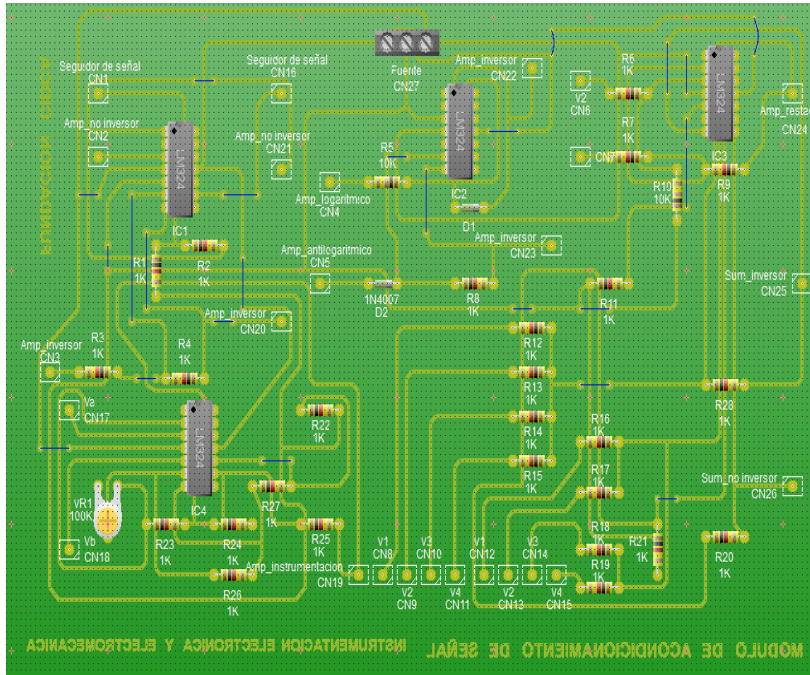 Seguidor de señal
CN1
Seguidor de señal
CN16
Fuente
CN27
Amp_inversor
CN22
R6
1K
V2
CN6
LM324
IC3
Amp_restad
CN24
Amp_no inversor
CN2
LM324
IC1
Amp_no inversor
CN21
R5
10K
LM324
IC2
R7
1K
CN7
R9
1K
R10
10K
Amp_logaritmico
CN4
D1
R1
1K
R2
1K
Amp_antilogaritmico
CN5
Amp_inversor
CN23
1N4007
D2
R8
1K
R11
1K
Sum_inversor
CN25
Amp_inversor
CN20
Amp_inversor
CN3
R3
1K
R4
1K
R12
1K
R13
1K
R28
1K
Va
CN17
LM324
IC4
R22
1K
R14
1K
R16
1K
R15
1K
R17
1K
Sum_no inversor
CN26
vR1
100K
R27
1K
Vb
CN18
R23
1K
R24
1K
R25
1K
R26
1K
Amp_instrumentacion
CN19
V1
CN8
V2
CN9
V3
CN10
V4
CN11
V1
CN12
V2
CN13
V3
CN14
V4
CN15
R18
1K
R19
1K
R21
1K
R20
1K
INSTRUMENTACION ELECTRONICA Y ELECTROMECANICA
MÓDULO DE ACONDICIONAMIENTO DE SEÑAL